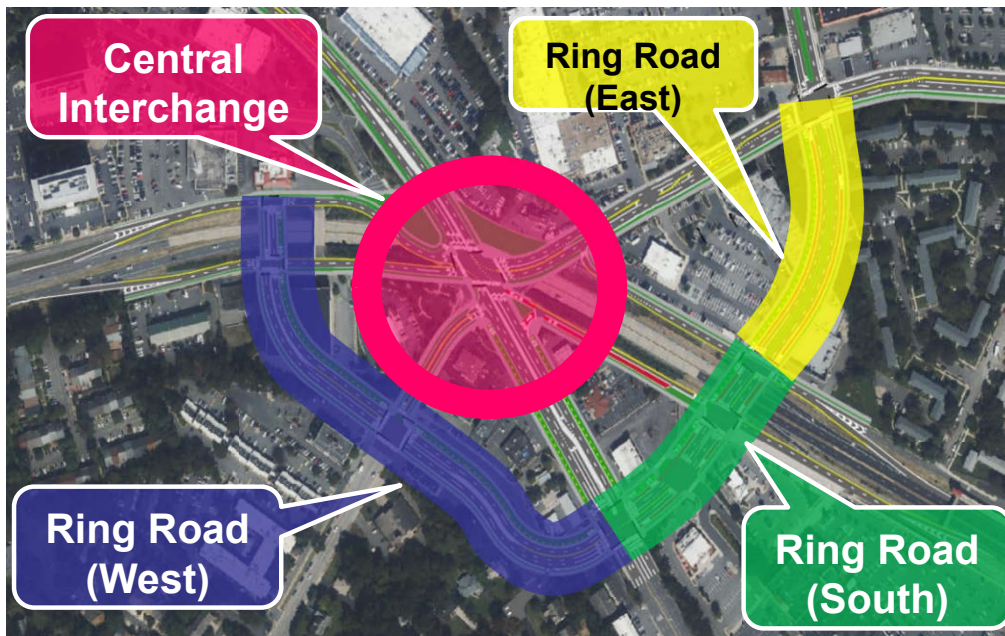 Central
Interchange
Ring Road
(East)
Ring Road
(West)
Ring Road
(South)